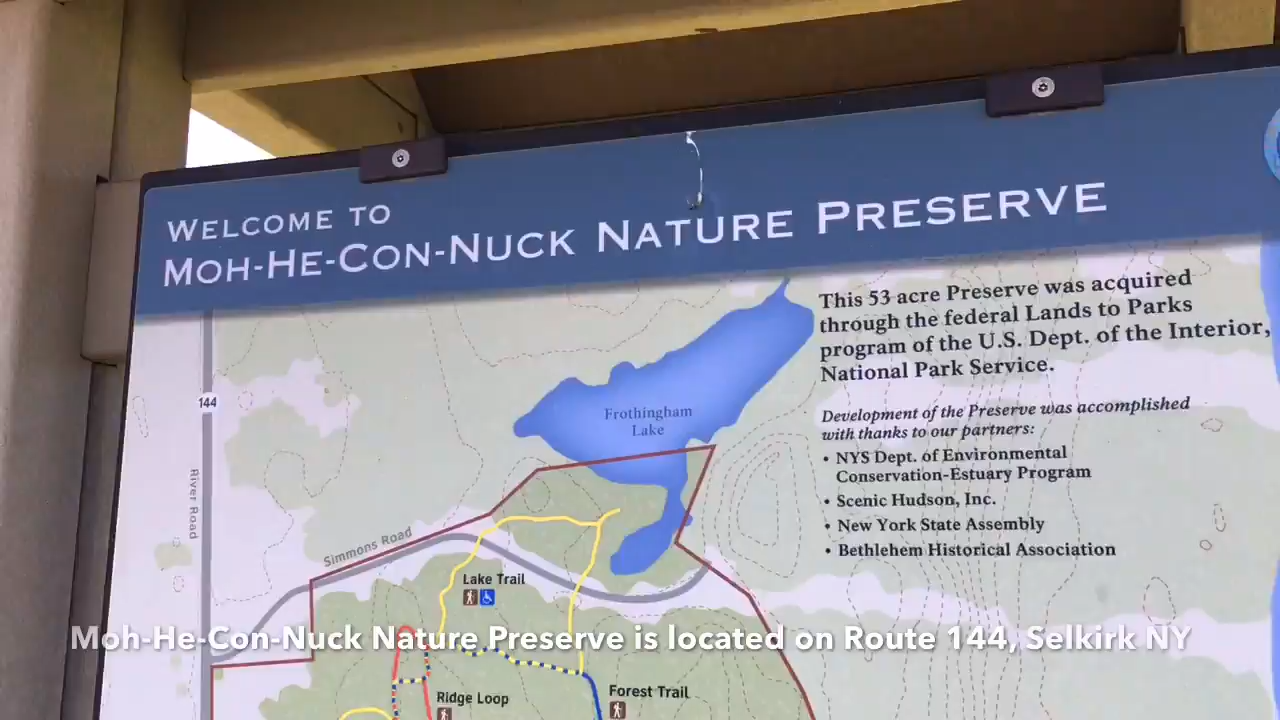 WELCOME TO
MOH-HE-CON-NUCK NATURE PRESERVE
This 53 acre Preserve was acquired
through the federal Lands to Parks
program of the U.S. Dept. of the Interior,
National Park Service.
Development of the Preserve was accomplished
with thanks to our partners:
• NYS Dept. of Environmental
Conservation-Estuary Program
• Scenic Hudson, Inc.
• New York State Assembly
• Bethlehem Historical Association
144
River Road
Frothingham
Lake
Simmons Road
Lake Trail
Ridge Loop
Forest Trail
Moh-He-Con-Nuck Nature Preserve is located on Route 144, Selkirk NY